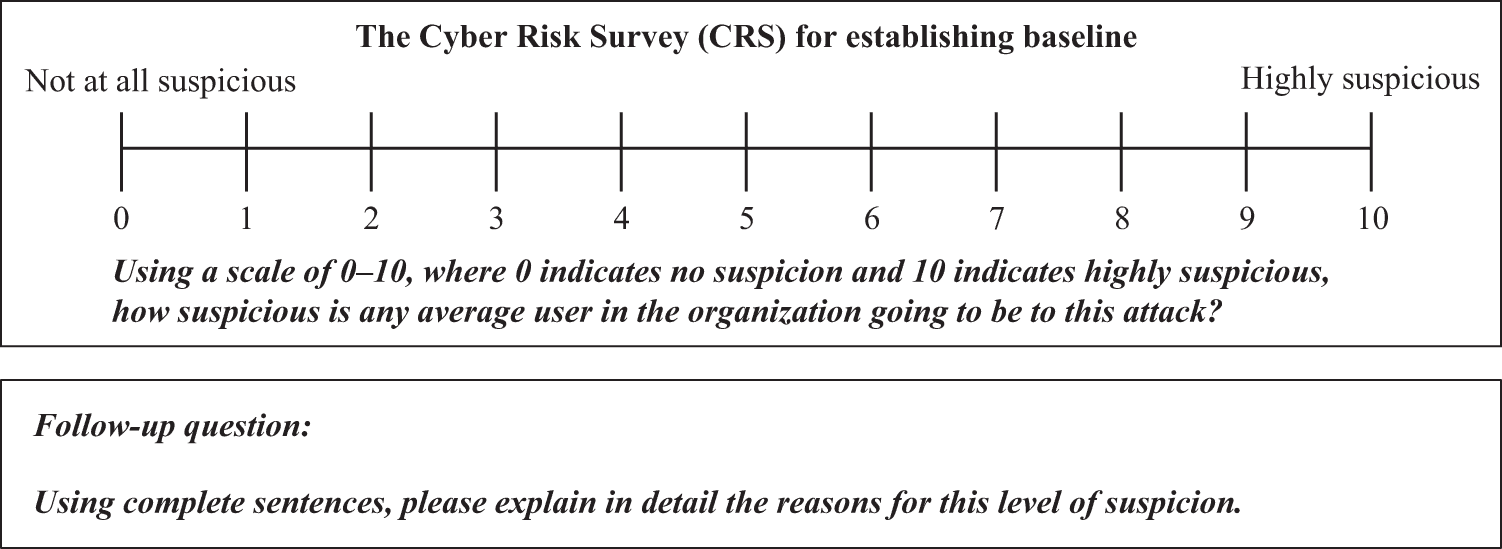 The Cyber Risk Survey (CRS) for establishing baseline
Not at all suspicious
Highly suspicious
0 1 2 3 4 5 6 7 8 9 10
Using a scale of 0–10, where 0 indicates no suspicion and 10 indicates highly suspicious,
how suspicious is any average user in the organization going to be to this attack?
Follow-up question:
Using complete sentences, please explain in detail the reasons for this level of suspicion.